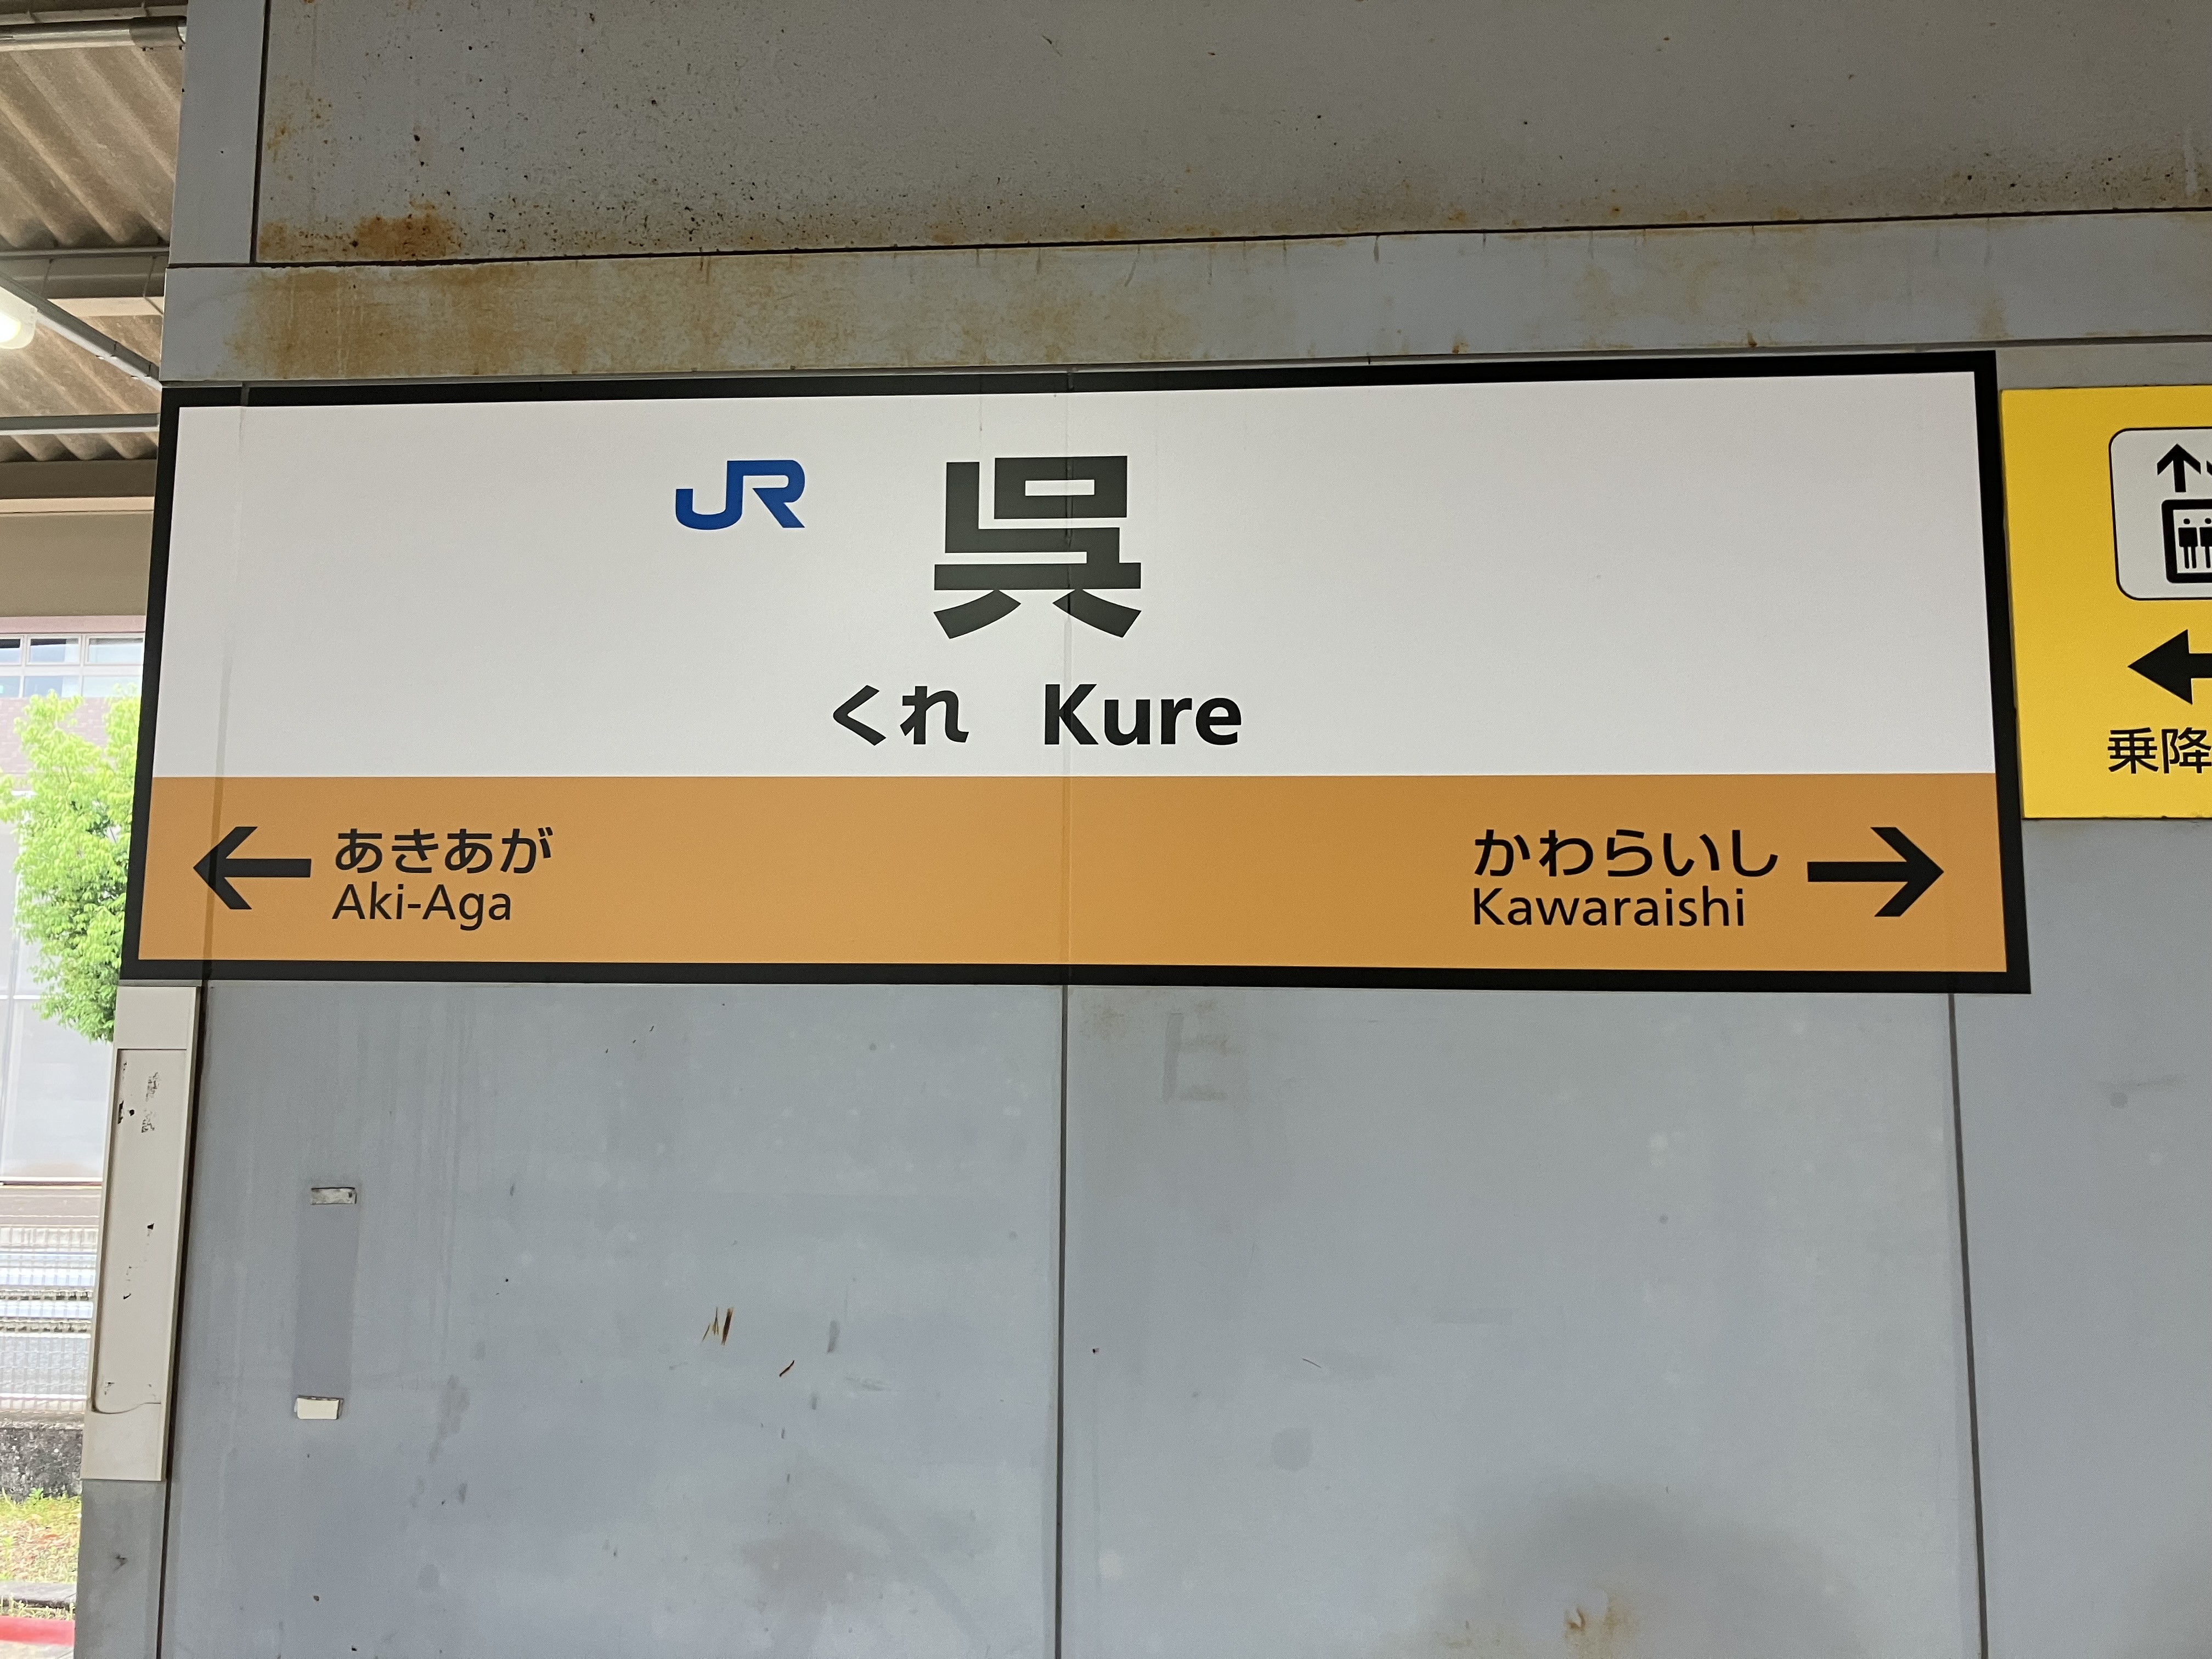 JR 呉
くれ Kure
← あきあが
Aki-Aga
かわらいし →
Kawaraishi
乗降